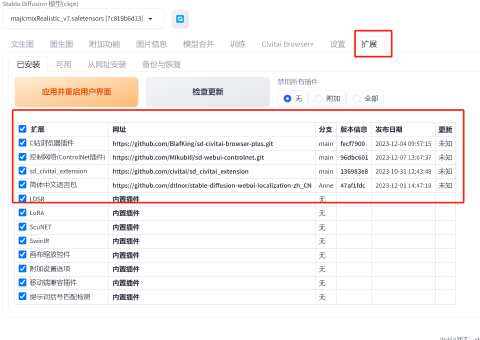 Stable Diffusion 模型(ckpt)
majicmixRealistic_v7.safetensors [7c819b6d13]
文生图 图生图 附加功能 图片信息 模型合并 训练 Civitai Browser+ 设置 扩展
已安装 可用 从网址安装 备份与恢复
应用并重启用户界面 检查更新
禁用所有插件
无 附加 全部
扩展 网址 分支 版本信息 发布日期 更新
C站浏览器插件 https://github.com/BlafKing/sd-civitai-browser-plus.git main fecf7900 2023-12-04 09:57:15 未知
控制网络(ControlNet插件) https://github.com/Mikubill/sd-webui-controlnet.git main 96dbc601 2023-12-07 13:07:37 未知
sd_civitai_extension https://github.com/civitai/sd_civitai_extension main 136983e8 2023-10-31 12:43:48 未知
简体中文语言包 https://github.com/dtlnor/stable-diffusion-webui-localization-zh_CN Anne 47af1fdc 2023-12-01 14:47:18 未知
LDSR 内置插件 无
LoRA 内置插件 无
ScuNET 内置插件 无
SwinIR 内置插件 无
画布缩放控件 内置插件 无
附加设置选项 内置插件 无
移动端兼容插件 内置插件 无
提示词括号匹配检测 内置插件 无